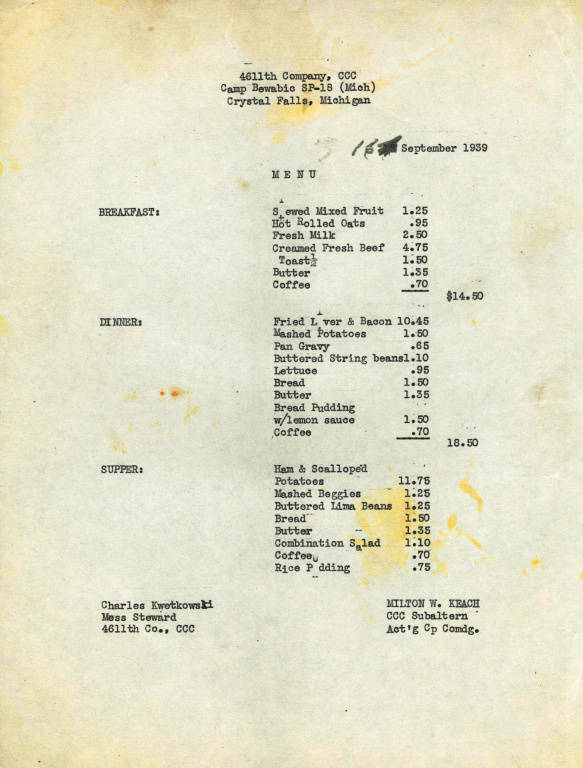 4611th Company, CCC
Camp Bewabic SP-18 (Mich)
Crystal Falls, Michigan
September 1939
M E N U
BREAKFAST: Stewed Mixed Fruit 1.25
Hot Rolled Oats .95
Fresh Milk 2.50
Creamed Fresh Beef 4.75
Toast½ 1.50
Butter 1.35
Coffee .70
$14.50
DINNER: Fried Liver & Bacon 10.45
Mashed Potatoes 1.50
Pan Gravy .65
Buttered String beans1.10
Lettuce .95
Bread 1.50
Butter 1.35
Bread Pudding
w/lemon sauce 1.50
Coffee .70
18.50
SUPPER: Ham & Scalloped
Potatoes 11.75
Mashed Beggies 1.25
Buttered Lima Beans 1.25
Bread 1.50
Butter 1.35
Combination Salad 1.10
Coffee .70
Rice Pudding .75
Charles Kwetkowski MILTON W. KEACH
Mess Steward CCC Subaltern
4611th Co., CCC Act'g Cp Comdg.